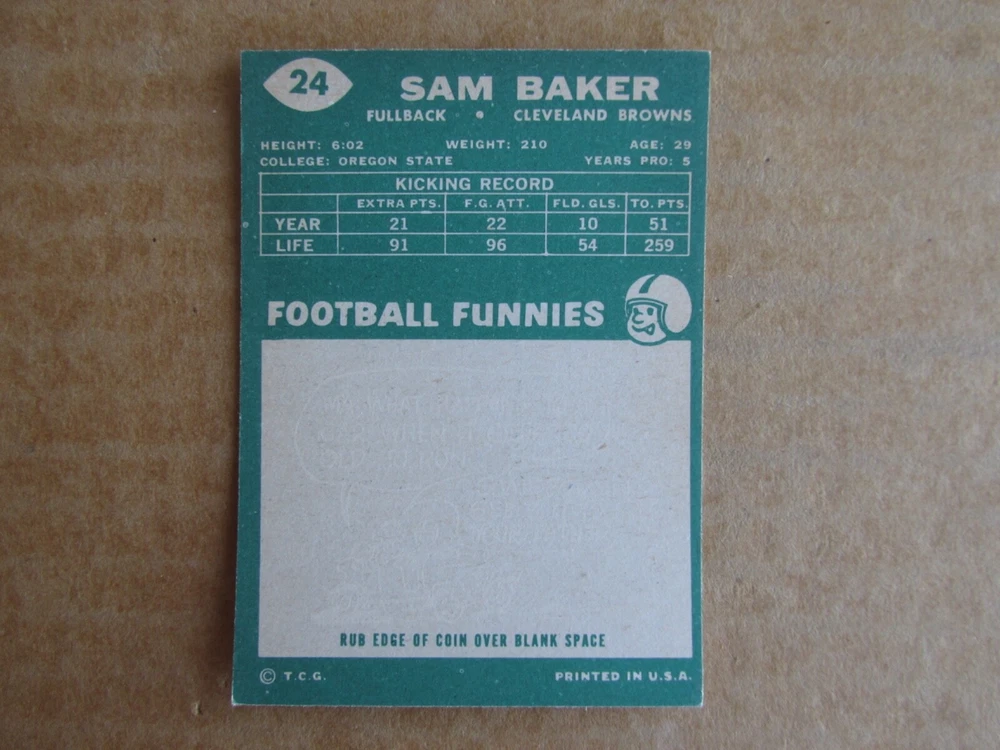 24
SAM BAKER
FULLBACK • CLEVELAND BROWNS
HEIGHT: 6:02 WEIGHT: 210 AGE: 29
COLLEGE: OREGON STATE YEARS PRO: 5
KICKING RECORD
EXTRA PTS. F.G. ATT. FLD. GLS. TO. PTS.
YEAR 21 22 10 51
LIFE 91 96 54 259
FOOTBALL FUNNIES
RUB EDGE OF COIN OVER BLANK SPACE
© T.C.G. PRINTED IN U.S.A.